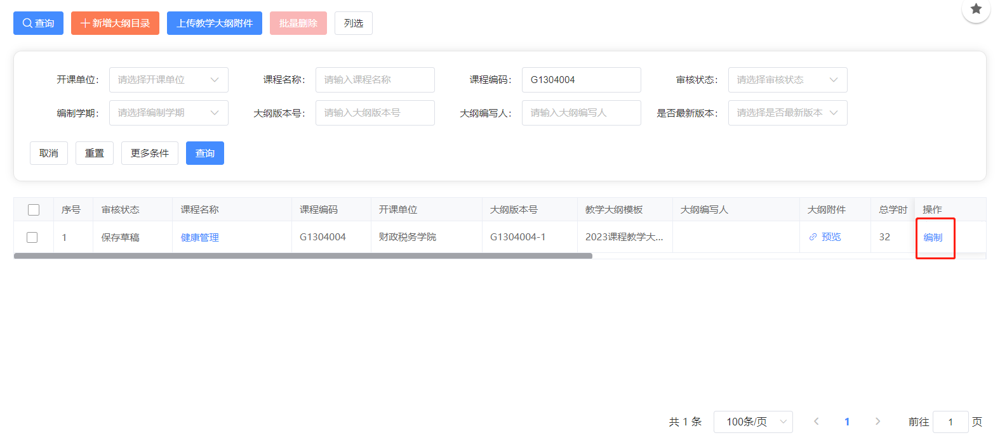 查询 新增大纲目录 上传教学大纲附件 批量删除 列选
开课单位： 请选择开课单位 课程名称： 请输入课程名称 课程编码： G1304004 审核状态： 请选择审核状态
编制学期： 请选择编制学期 大纲版本号： 请输入大纲版本号 大纲编写人： 请输入大纲编写人 是否最新版本： 请选择是否最新版本
取消 重置 更多条件 查询
序号 审核状态 课程名称 课程编码 开课单位 大纲版本号 教学大纲模板 大纲编写人 大纲附件 总学时 操作
1 保存草稿 健康管理 G1304004 财政税务学院 G1304004-1 2023课程教学大... 预览 32 编制
共 1 条 100条/页 1 前往 1 页